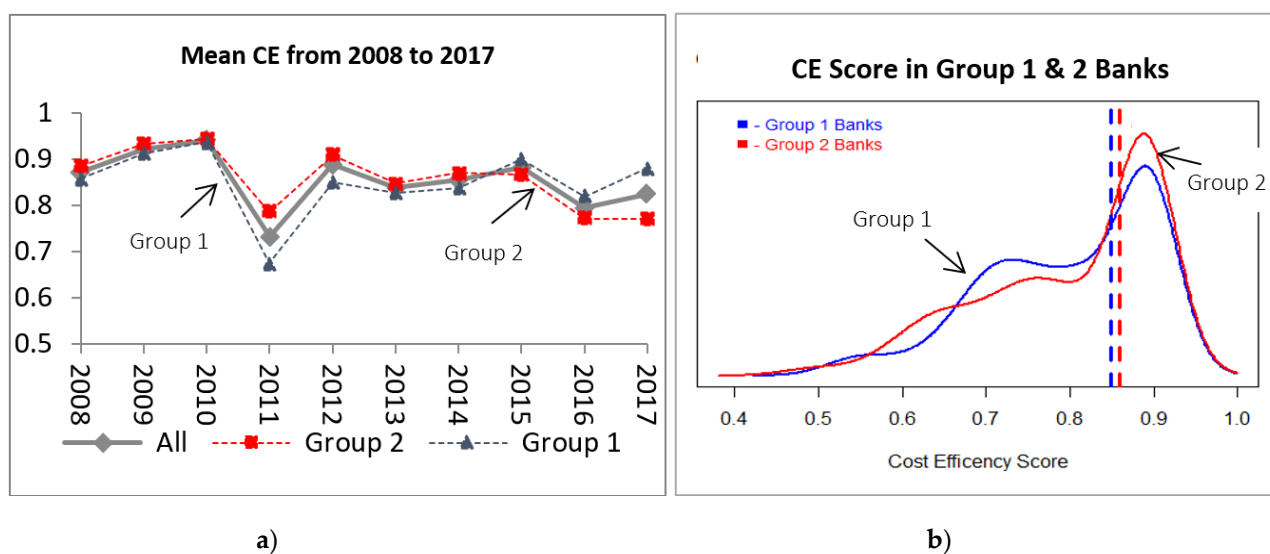 Mean CE from 2008 to 2017
1
0.9
0.8
0.7
0.6
0.5
Group 1
Group 2
2008
2009
2010
2011
2012
2013
2014
2015
2016
2017
All
Group 2
Group 1
a)
CE Score in Group 1 & 2 Banks
- Group 1 Banks
- Group 2 Banks
Group 1
Group 2
0.4 0.5 0.6 0.7 0.8 0.9 1.0
Cost Efficency Score
b)